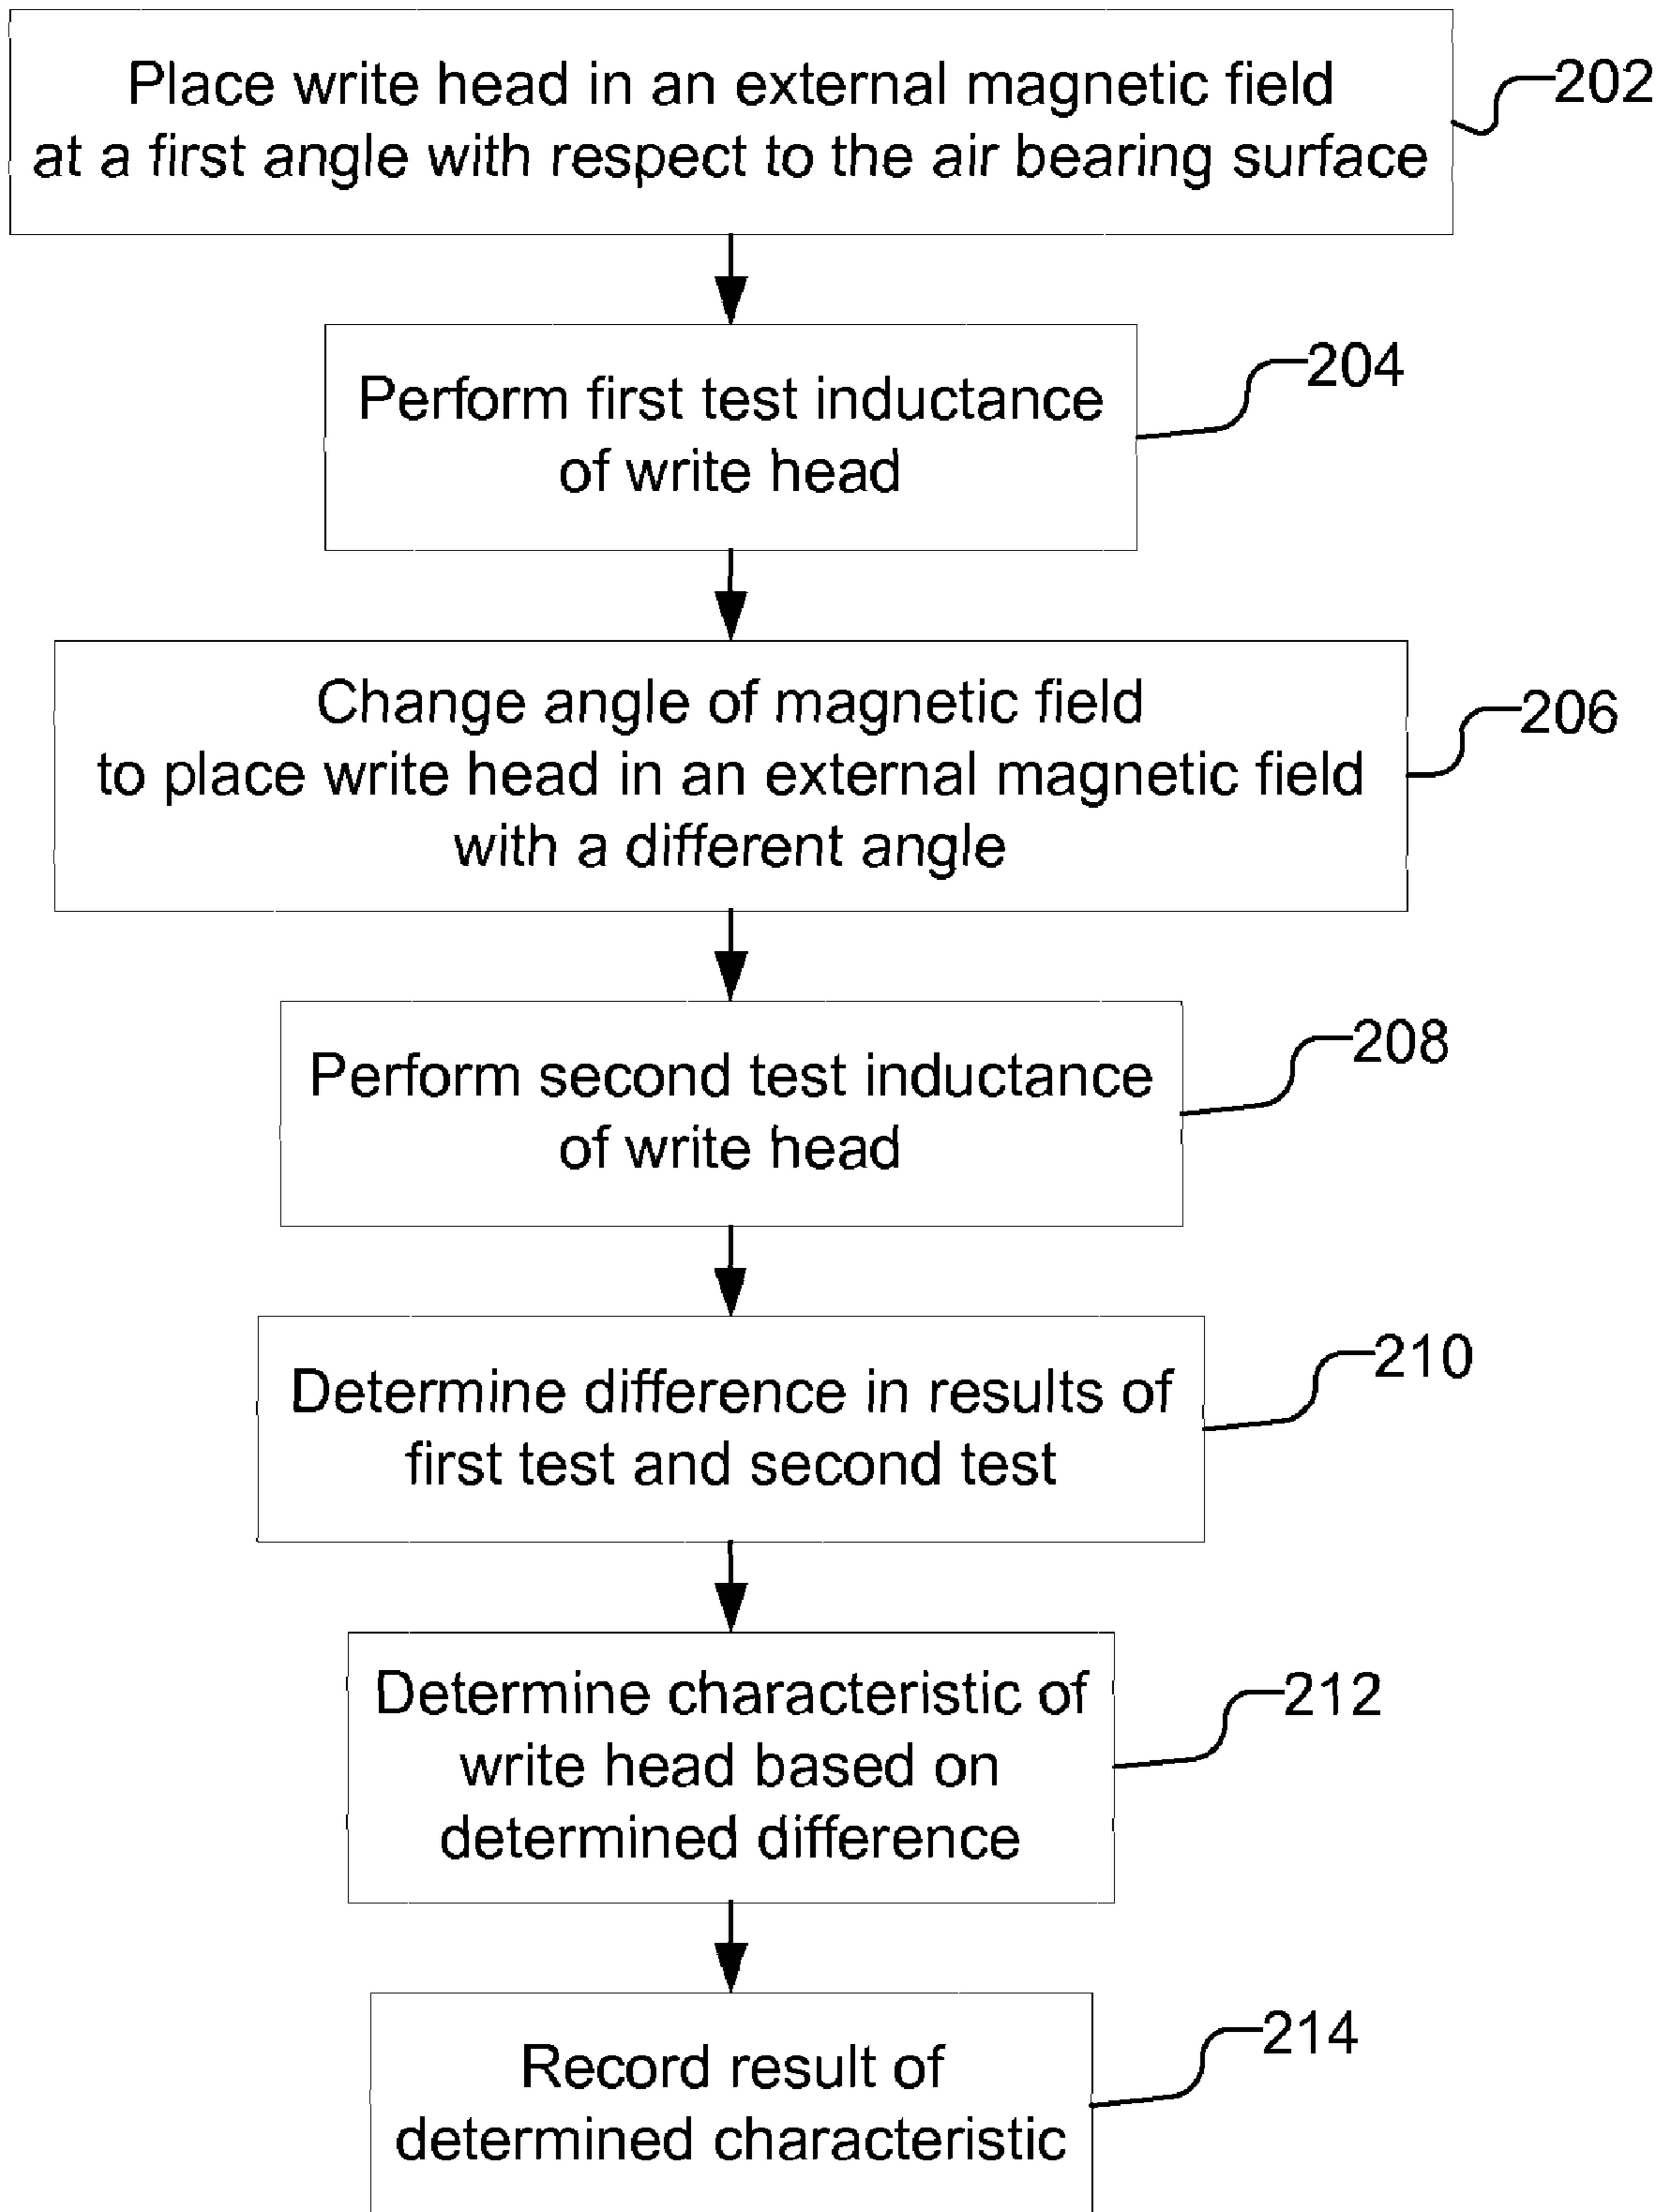 Place write head in an external magnetic field
at a first angle with respect to the air bearing surface
202
Perform first test inductance
of write head
204
Change angle of magnetic field
to place write head in an external magnetic field
with a different angle
206
Perform second test inductance
of write head
208
Determine difference in results of
first test and second test
210
Determine characteristic of
write head based on
determined difference
212
Record result of
determined characteristic
214